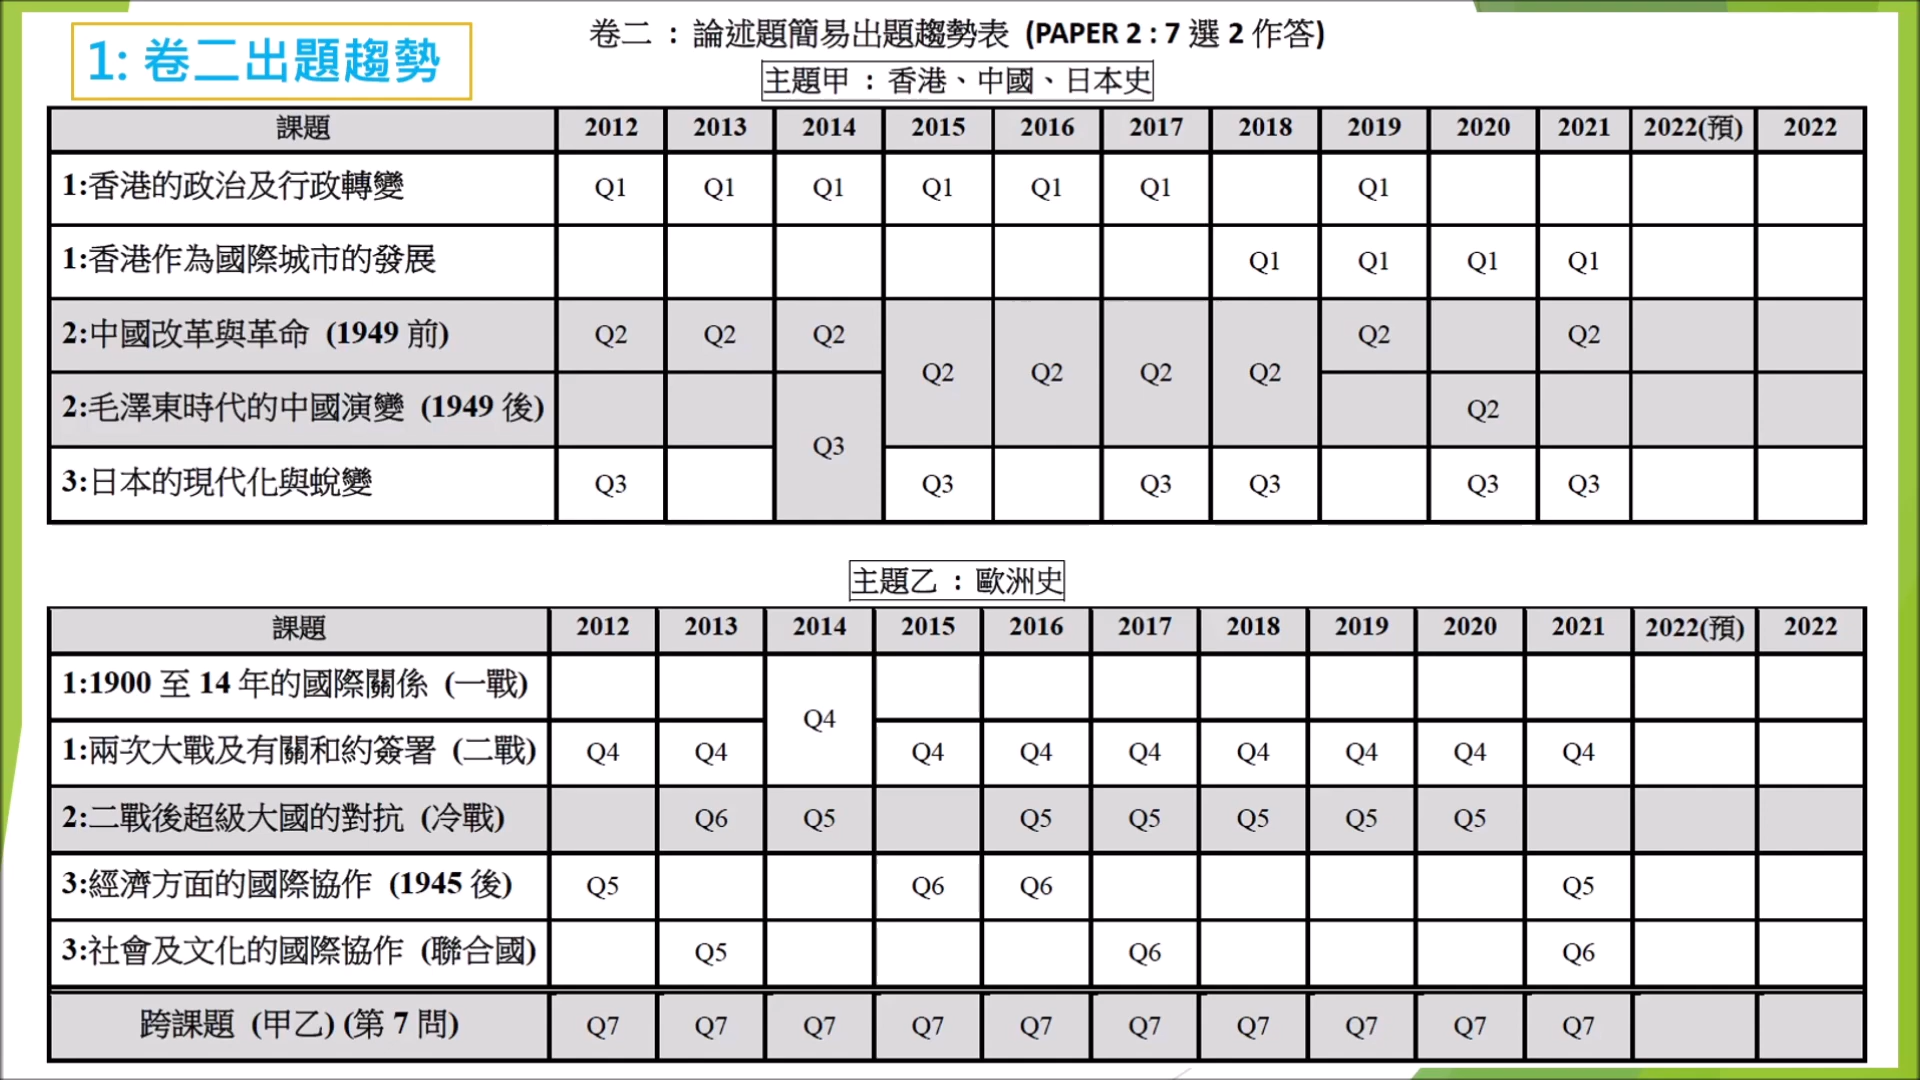 1: 卷二出題趨勢
卷二 : 論述題簡易出題趨勢表 (PAPER 2 : 7 選 2 作答)
主題甲 : 香港、中國、日本史
課題 2012 2013 2014 2015 2016 2017 2018 2019 2020 2021 2022(預) 2022
1:香港的政治及行政轉變 Q1 Q1 Q1 Q1 Q1 Q1 Q1
1:香港作為國際城市的發展 Q1 Q1 Q1 Q1
2:中國改革與革命 (1949 前) Q2 Q2 Q2 Q2 Q2
Q2 Q2 Q2 Q2
2:毛澤東時代的中國演變 (1949 後) Q2
Q3
3:日本的現代化與蛻變 Q3 Q3 Q3 Q3 Q3 Q3
主題乙 : 歐洲史
課題 2012 2013 2014 2015 2016 2017 2018 2019 2020 2021 2022(預) 2022
1:1900 至 14 年的國際關係 (一戰)
Q4
1:兩次大戰及有關和約簽署 (二戰) Q4 Q4 Q4 Q4 Q4 Q4 Q4 Q4 Q4
2:二戰後超級大國的對抗 (冷戰) Q6 Q5 Q5 Q5 Q5 Q5 Q5
3:經濟方面的國際協作 (1945 後) Q5 Q6 Q6 Q5
3:社會及文化的國際協作 (聯合國) Q5 Q6 Q6
跨課題 (甲乙) (第 7 問) Q7 Q7 Q7 Q7 Q7 Q7 Q7 Q7 Q7 Q7